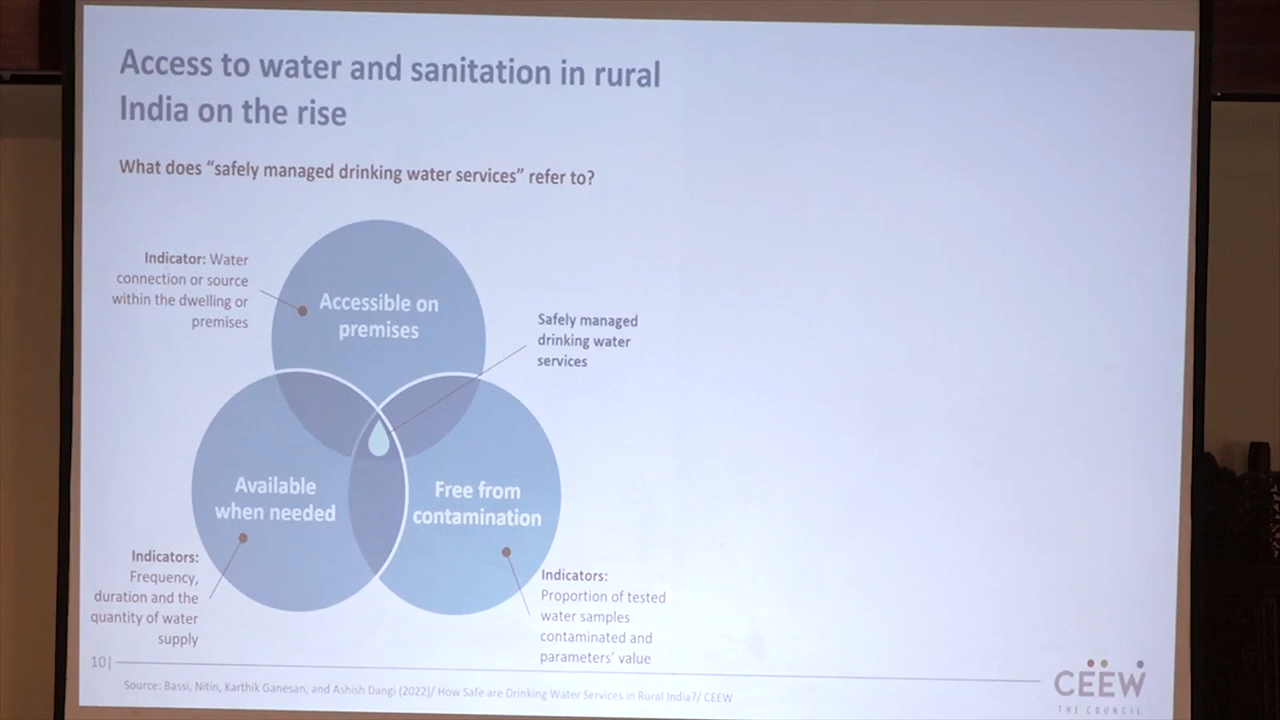 Access to water and sanitation in rural
India on the rise
What does “safely managed drinking water services” refer to?
Indicator: Water
connection or source
within the dwelling or
premises
Accessible on
premises
Safely managed
drinking water
services
Available
when needed
Free from
contamination
Indicators:
Frequency,
duration and the
quantity of water
supply
Indicators:
Proportion of tested
water samples
contaminated and
parameters’ value
10|
Source: Bassi, Nitin, Karthik Ganesan, and Ashish Dangi (2022)/ How Safe are Drinking Water Services in Rural India?/ CEEW
CEEW
THE COUNCIL